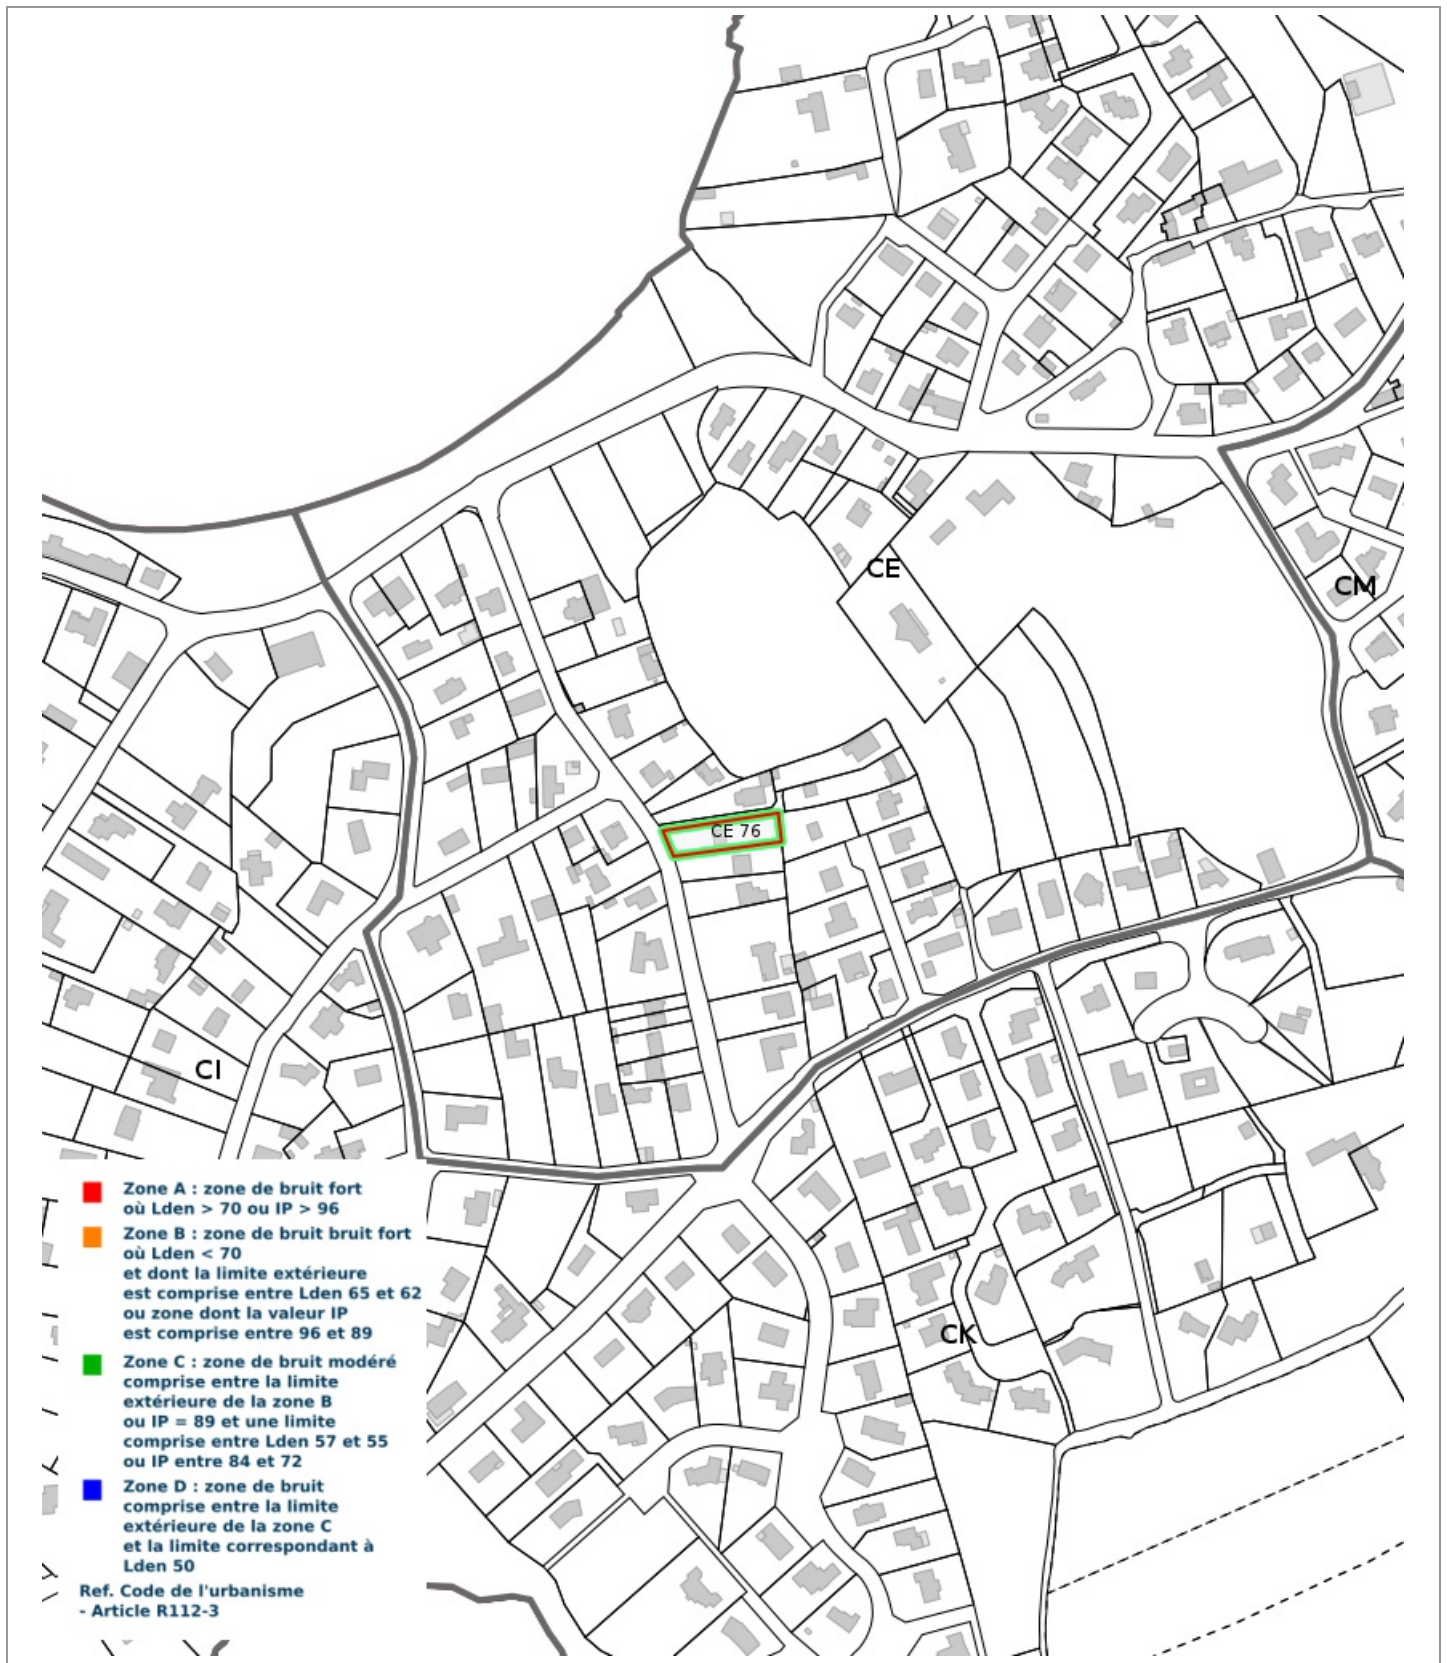 CE
CM
CE 76
CI
Zone A : zone de bruit fort
où Lden > 70 ou IP > 96
Zone B : zone de bruit bruit fort
où Lden < 70
et dont la limite extérieure
est comprise entre Lden 65 et 62
ou zone dont la valeur IP
est comprise entre 96 et 89
CK
Zone C : zone de bruit modéré
comprise entre la limite
extérieure de la zone B
ou IP = 89 et une limite
comprise entre Lden 57 et 55
ou IP entre 84 et 72
Zone D : zone de bruit
comprise entre la limite
extérieure de la zone C
et la limite correspondant à
Lden 50
Ref. Code de l'urbanisme
- Article R112-3